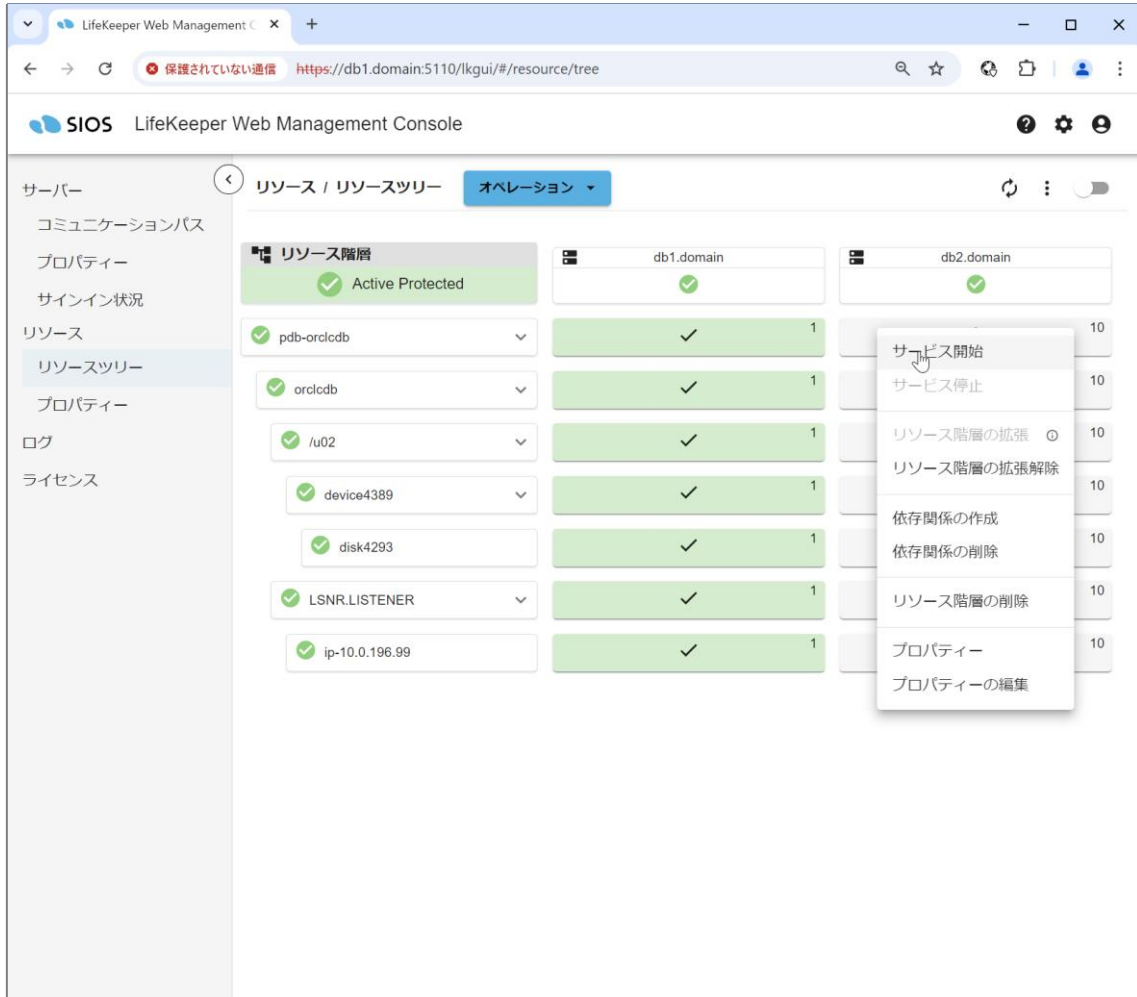 LifeKeeper Web Management C
保護されていない通信 https://db1.domain:5110/lkgui/#/resource/tree
SIOS LifeKeeper Web Management Console
サーバー
コミュニケーションパス
プロパティー
サインイン状況
リソース
リソースツリー
プロパティー
ログ
ライセンス
リソース / リソースツリー オペレーション
リソース階層 db1.domain db2.domain
Active Protected
pdb-orclcdb 1 10
orclcdb 1 10
/u02 1 10
device4389 1 10
disk4293 1 10
LSNR.LISTENER 1 10
ip-10.0.196.99 1 10
サービス開始
サービス停止
リソース階層の拡張
リソース階層の拡張解除
依存関係の作成
依存関係の削除
リソース階層の削除
プロパティー
プロパティーの編集